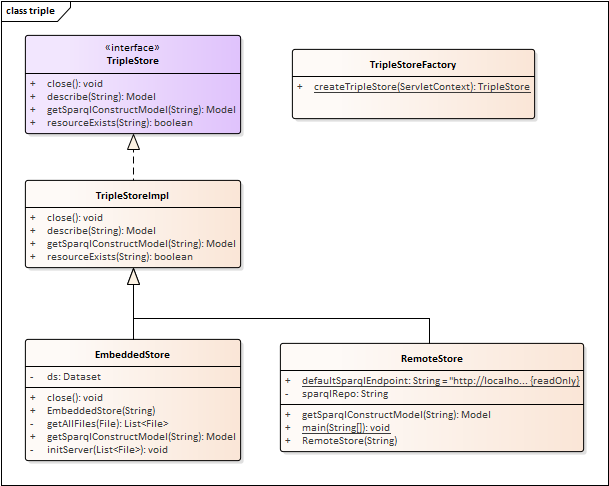 class triple
«interface»
TripleStore
+ close(): void
+ describe(String): Model
+ getSparqlConstructModel(String): Model
+ resourceExists(String): boolean
TripleStoreFactory
+ createTripleStore(ServletContext): TripleStore
TripleStoreImpl
+ close(): void
+ describe(String): Model
+ getSparqlConstructModel(String): Model
+ resourceExists(String): boolean
EmbeddedStore
- ds: Dataset
+ close(): void
+ EmbeddedStore(String)
- getAllFiles(File): List<File>
+ getSparqlConstructModel(String): Model
- initServer(List<File>): void
RemoteStore
+ defaultSparqlEndpoint: String = "http://localho... {readOnly}
- sparqlRepo: String
+ getSparqlConstructModel(String): Model
+ main(String[]): void
+ RemoteStore(String)